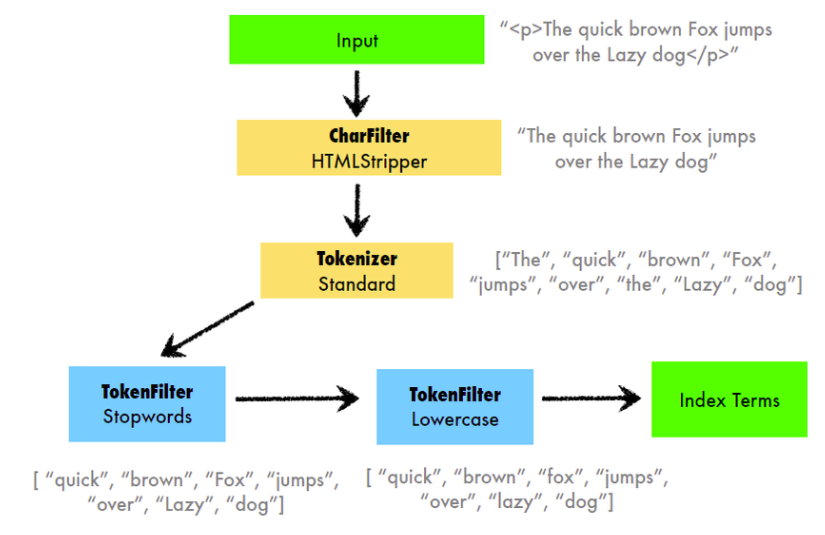 Input
“<p>The quick brown Fox jumps
over the Lazy dog</p>”
CharFilter
HTMLStripper
“The quick brown Fox jumps
over the Lazy dog”
Tokenizer
Standard
[“The”, “quick”, “brown”, “Fox”,
“jumps”, “over”, “the”, “Lazy”, “dog”]
TokenFilter
Stopwords
[ “quick”, “brown”, “Fox”, “jumps”,
“over”, “Lazy”, “dog”]
TokenFilter
Lowercase
[ “quick”, “brown”, “fox”, “jumps”,
“over”, “lazy”, “dog”]
Index Terms